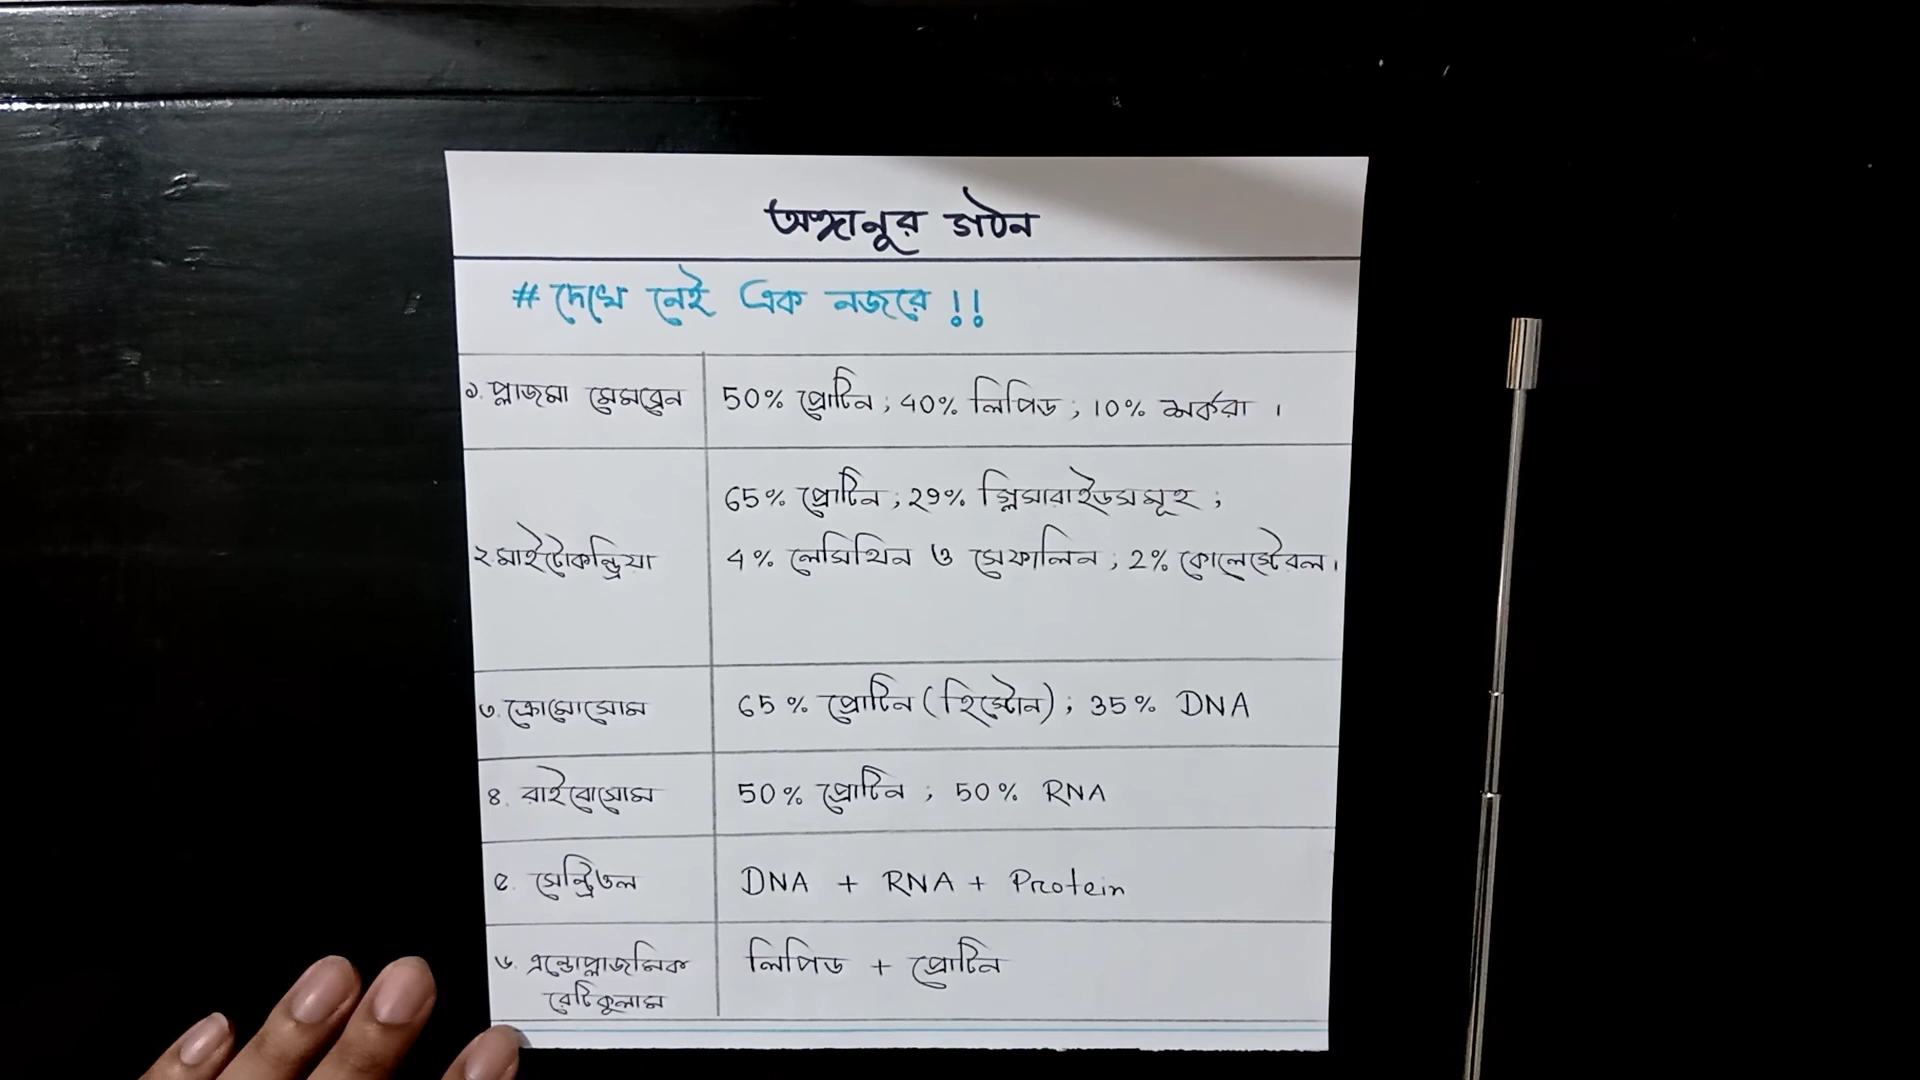 অঙ্গানুর গঠন
# দেখে নেই এক নজরে !!
১. প্লাজমা মেমব্রেন 50% প্রোটিন ; 40% লিপিড ; 10% শর্করা ।
65% প্রোটিন ; 29% গ্লিসারাইডসমূহ ;
২. মাইটোকন্ড্রিয়া 4% লেসিথিন ও সেফালিন ; 2% কোলেস্টেরল ।
৩. ক্রোমোসোম 65% প্রোটিন (হিস্টোন) ; 35% DNA
৪. রাইবোসোম 50% প্রোটিন ; 50% RNA
৫. সেন্ট্রিওল DNA + RNA + Protein
৬. এন্ডোপ্লাজমিক লিপিড + প্রোটিন
রেটিকুলাম